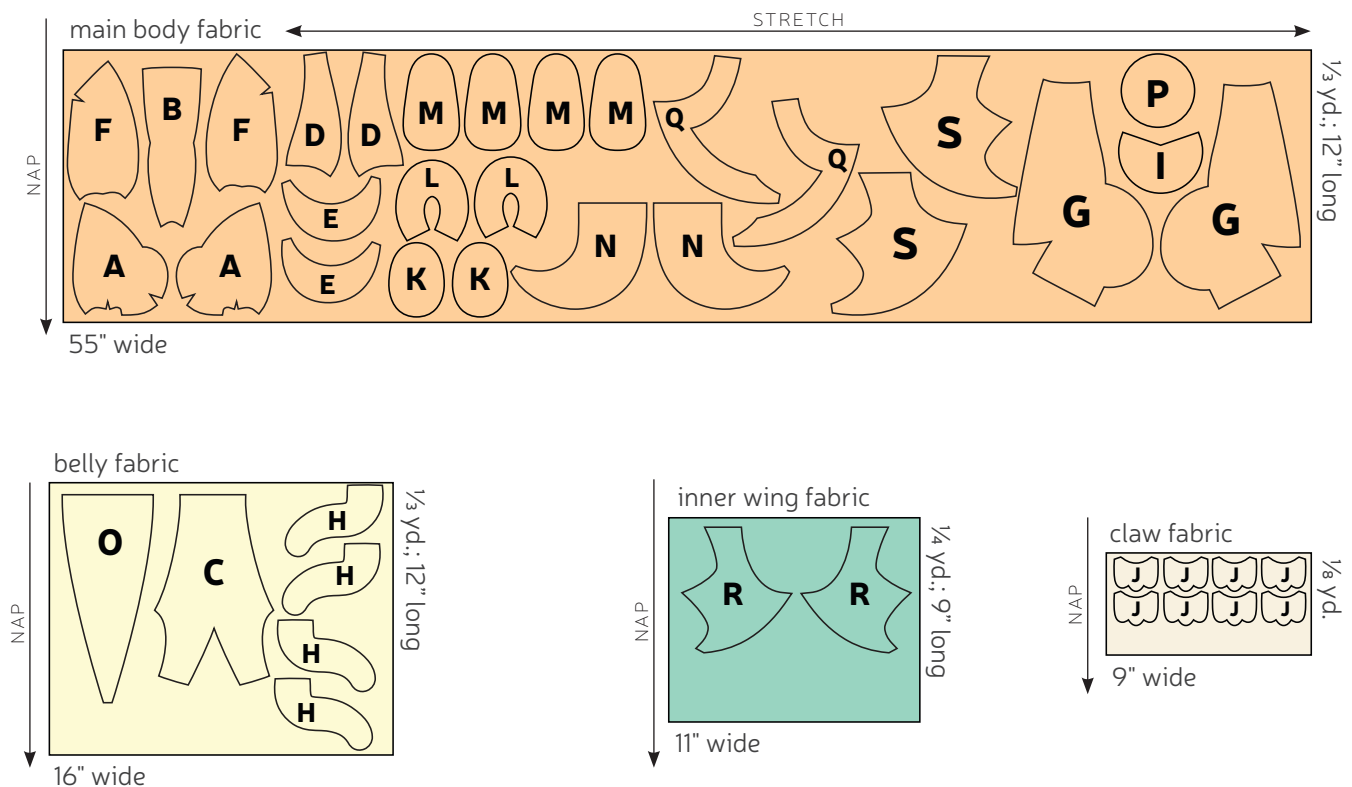 main body fabric
STRETCH
NAP
F B F D D M M M M Q Q S G P I G
L L
E
A A E K K N N S
⅓ yd.; 12” long
55" wide
belly fabric
NAP
O C H
H
H
H
⅓ yd.; 12” long
16" wide
inner wing fabric
NAP
R R
¼ yd.; 9” long
11" wide
claw fabric
NAP
J J J J
J J J J
⅛ yd.
9" wide